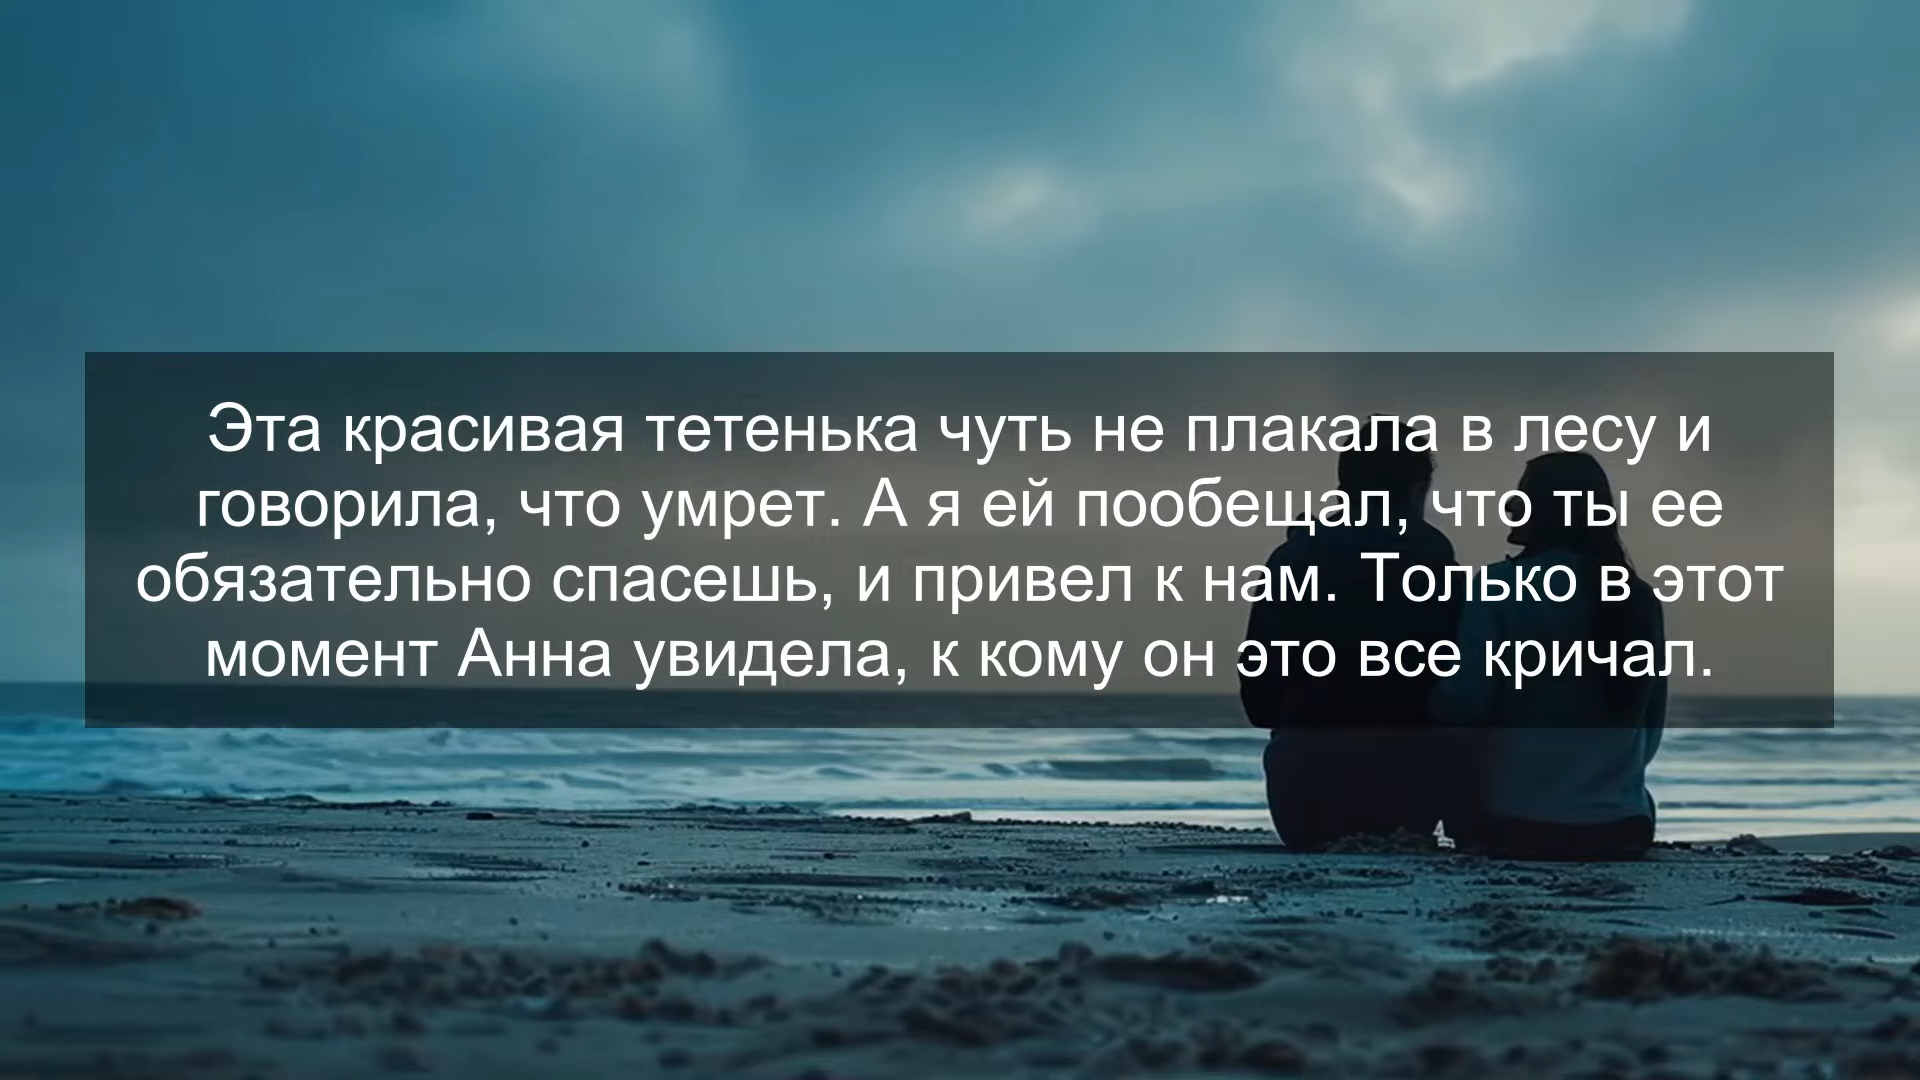 Эта красивая тетенька чуть не плакала в лесу и
говорила, что умрет. А я ей пообещал, что ты ее
обязательно спасешь, и привел к нам. Только в этот
момент Анна увидела, к кому он это все кричал.